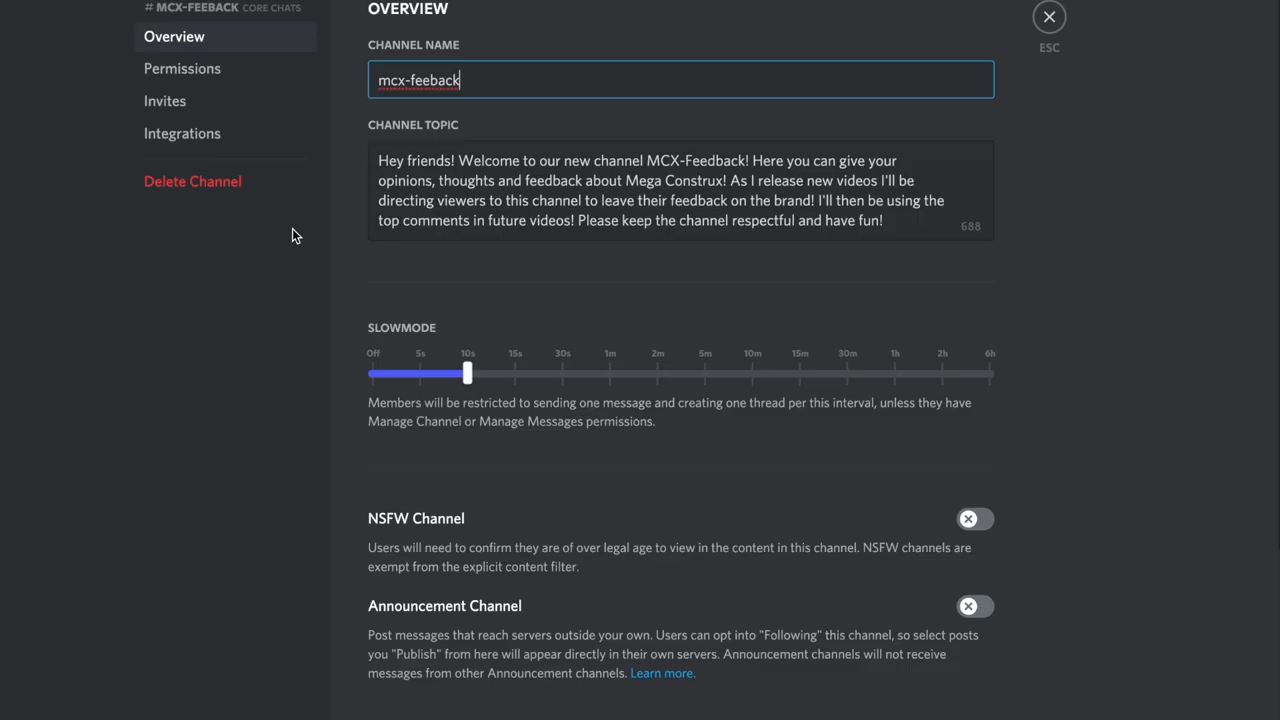 # MCX-FEEBACK CORE CHATS
Overview
Permissions
Invites
Integrations
Delete Channel
OVERVIEW
ESC
CHANNEL NAME
mcx-feeback
CHANNEL TOPIC
Hey friends! Welcome to our new channel MCX-Feedback! Here you can give your
opinions, thoughts and feedback about Mega Construx! As I release new videos I'll be
directing viewers to this channel to leave their feedback on the brand! I'll then be using the
top comments in future videos! Please keep the channel respectful and have fun!
688
SLOWMODE
Off 5s 10s 15s 30s 1m 2m 5m 10m 15m 30m 1h 2h 6h
Members will be restricted to sending one message and creating one thread per this interval, unless they have
Manage Channel or Manage Messages permissions.
NSFW Channel
Users will need to confirm they are of over legal age to view in the content in this channel. NSFW channels are
exempt from the explicit content filter.
Announcement Channel
Post messages that reach servers outside your own. Users can opt into "Following" this channel, so select posts
you "Publish" from here will appear directly in their own servers. Announcement channels will not receive
messages from other Announcement channels. Learn more.